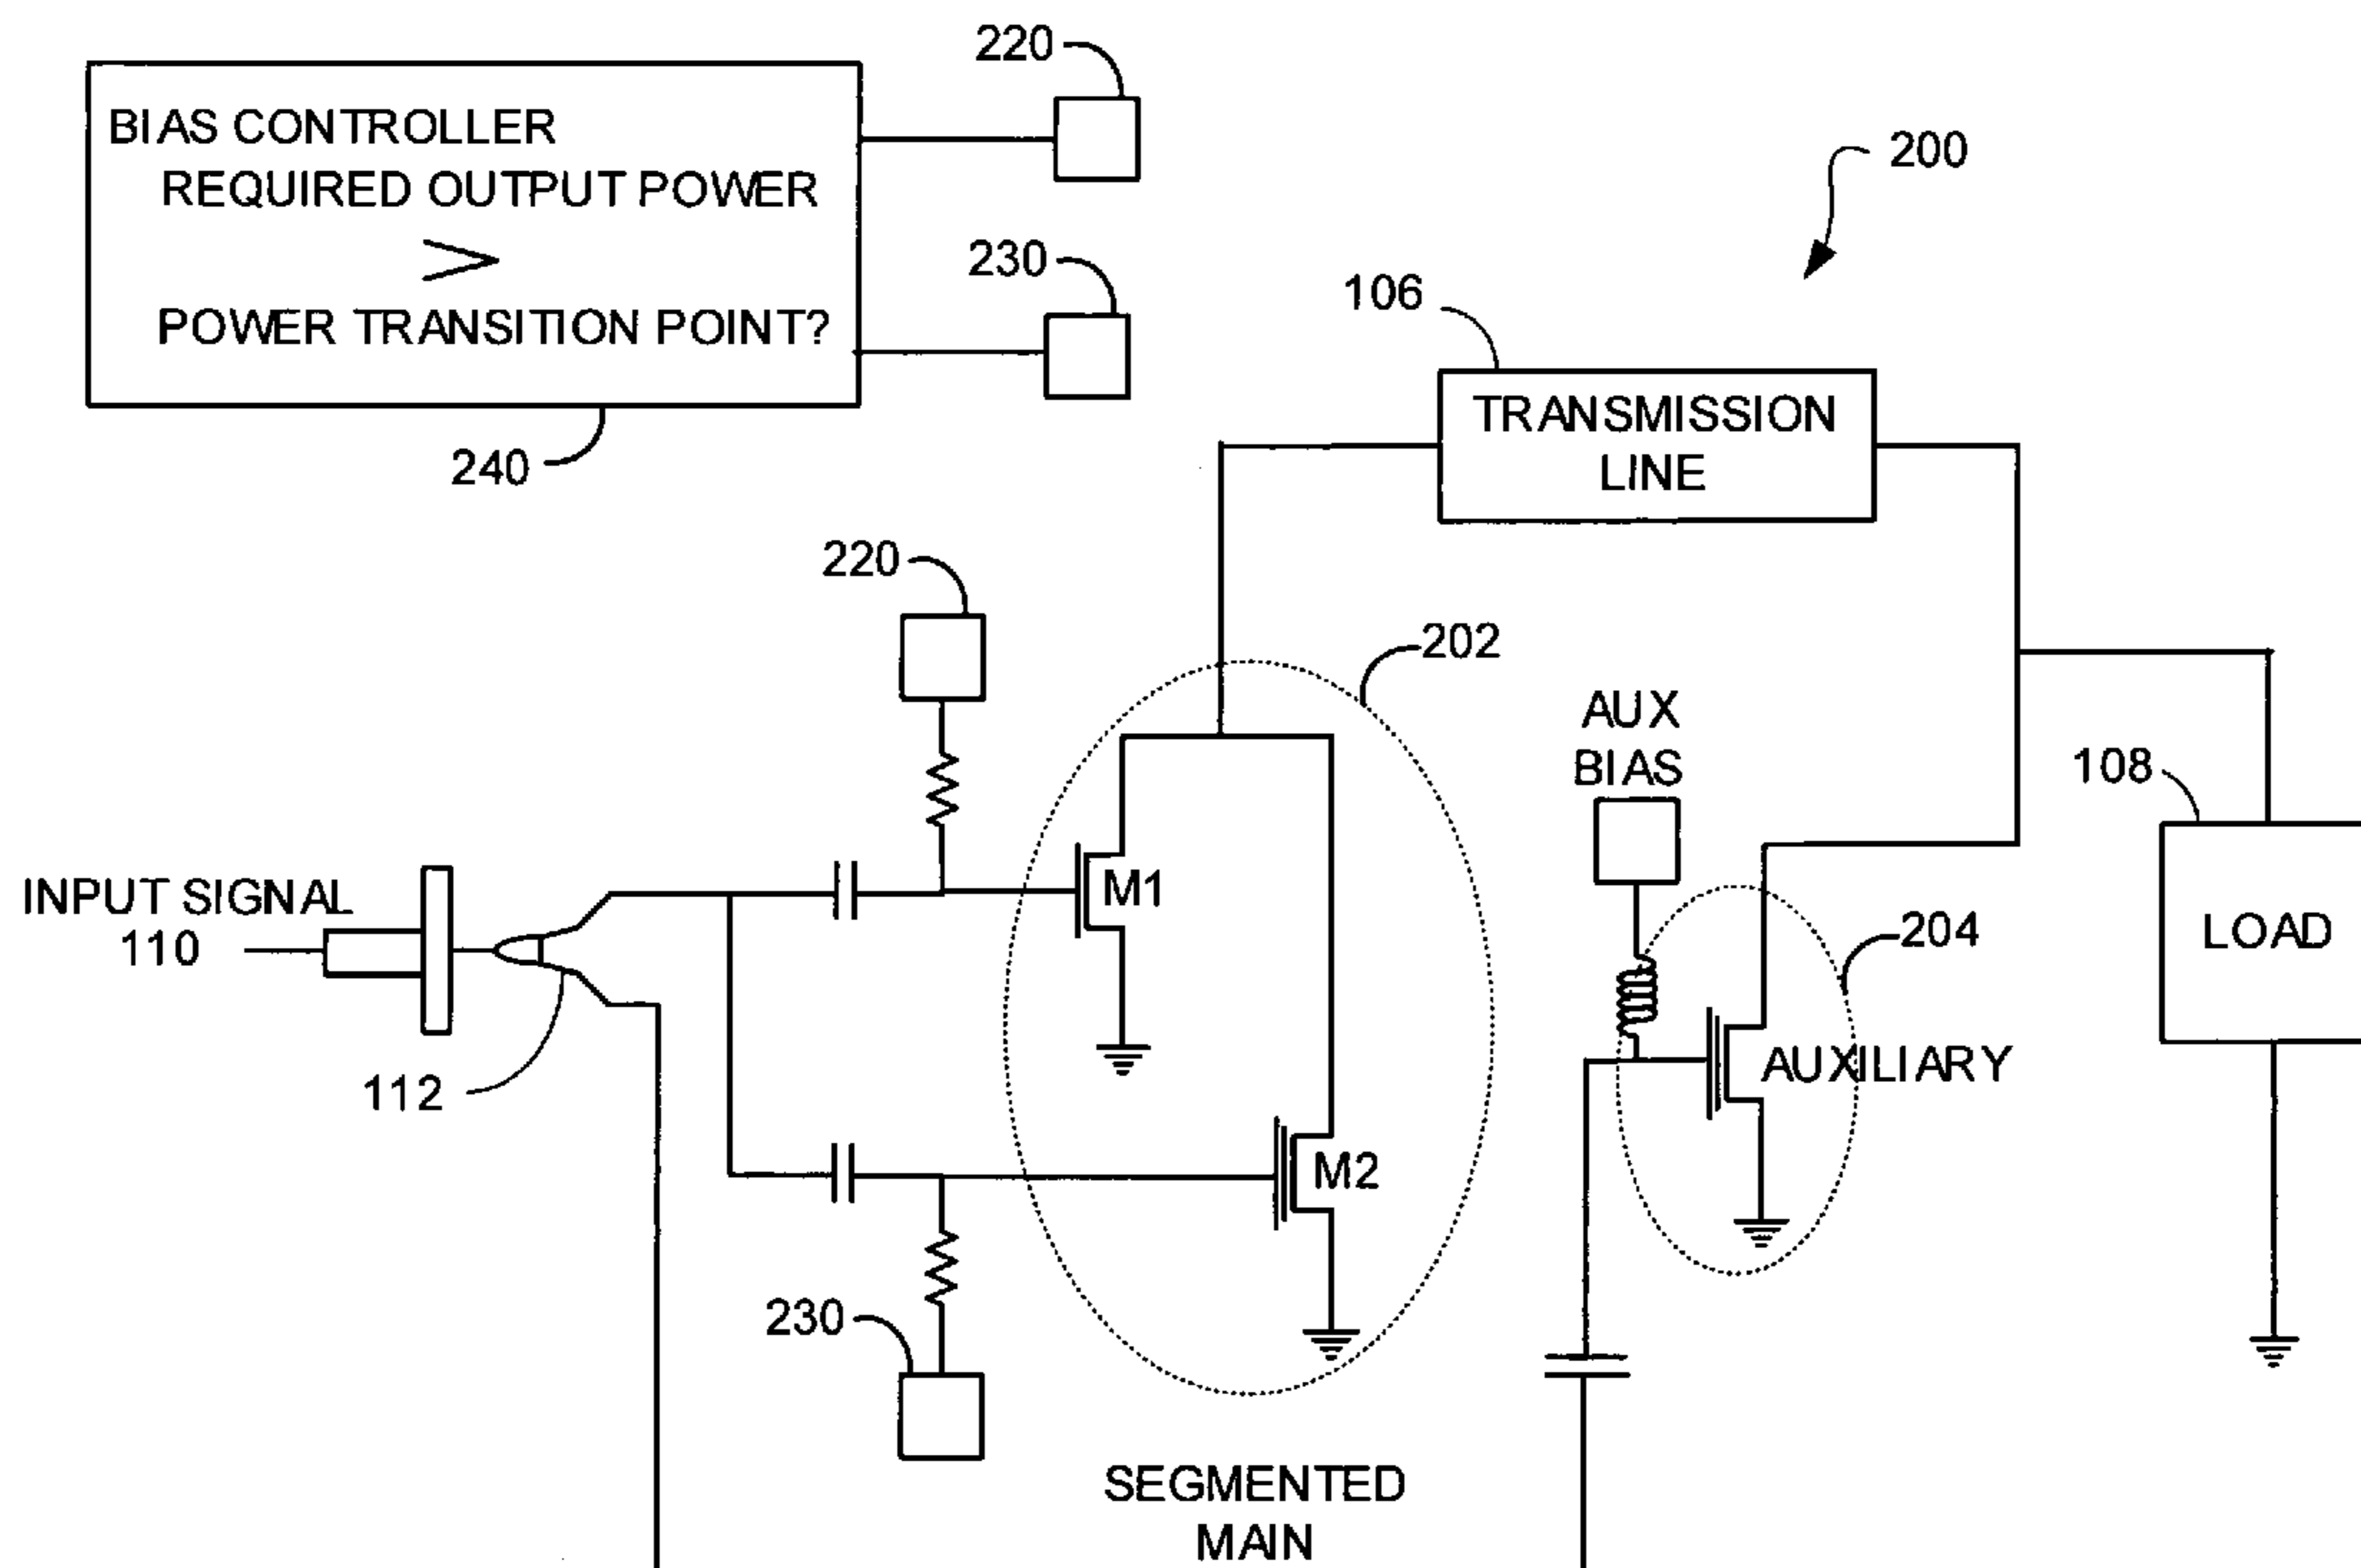 220
BIAS CONTROLLER
REQUIRED OUTPUT POWER
>
POWER TRANSITION POINT?
200
230
106
TRANSMISSION
LINE
240
220
202
AUX
BIAS
108
INPUT SIGNAL
110
M1
204
LOAD
112
AUXILIARY
M2
230
SEGMENTED
MAIN